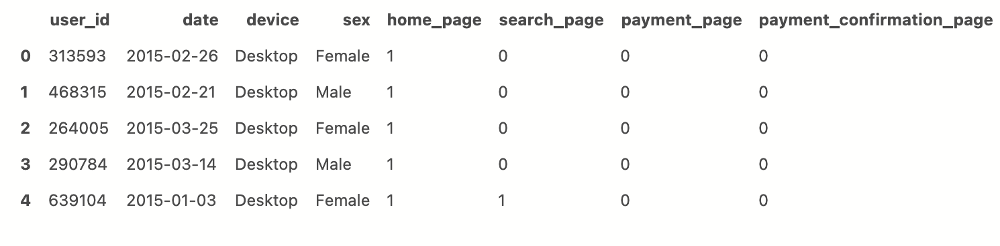 user_id date device sex home_page search_page payment_page payment_confirmation_page
0 313593 2015-02-26 Desktop Female 1 0 0 0
1 468315 2015-02-21 Desktop Male 1 0 0 0
2 264005 2015-03-25 Desktop Female 1 0 0 0
3 290784 2015-03-14 Desktop Male 1 0 0 0
4 639104 2015-01-03 Desktop Female 1 1 0 0